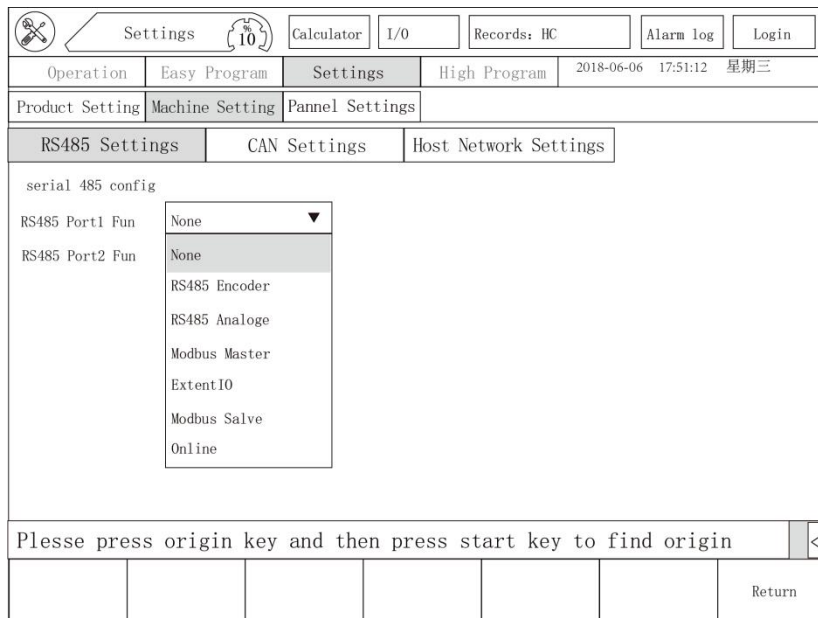 Settings % 10 Calculator I/0 Records: HC Alarm log Login
Operation Easy Program Settings High Program 2018-06-06 17:51:12 星期三
Product Setting Machine Setting Pannel Settings
RS485 Settings CAN Settings Host Network Settings
serial 485 config
RS485 Port1 Fun None ▼
RS485 Port2 Fun None
RS485 Encoder
RS485 Analoge
Modbus Master
ExtentIO
Modbus Salve
Online
Plesse press origin key and then press start key to find origin <
Return